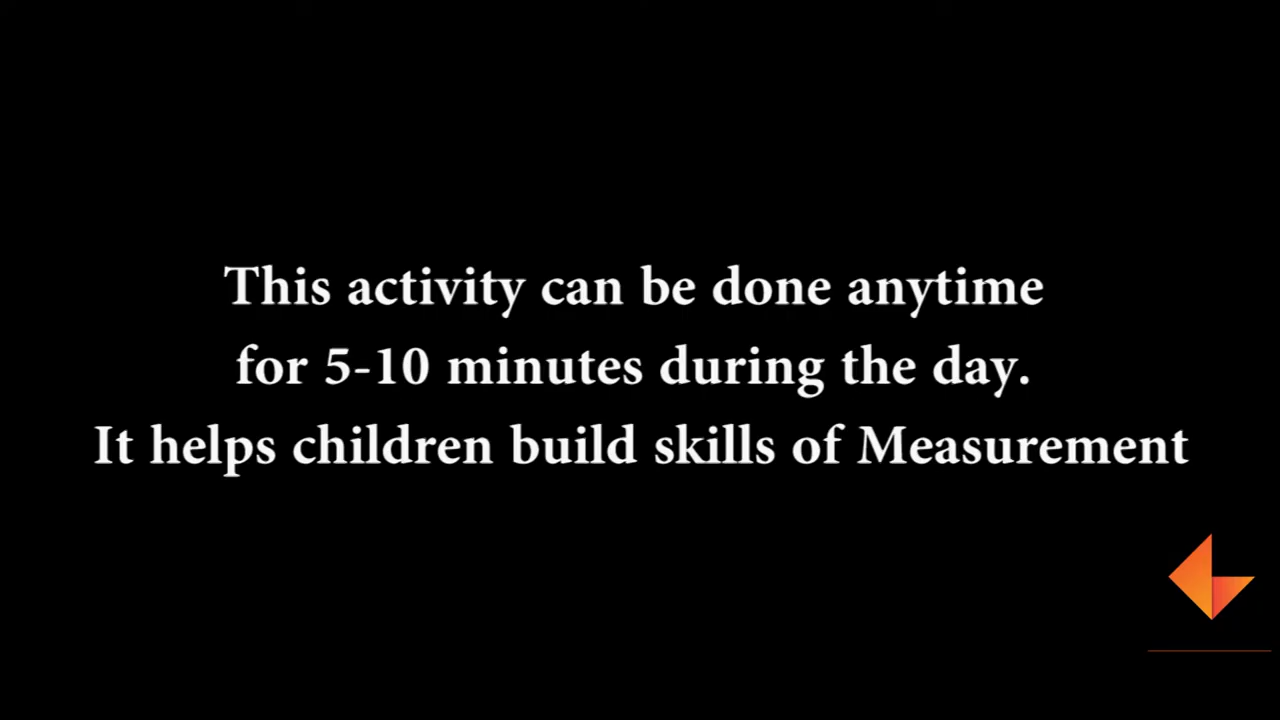 This activity can be done anytime
for 5-10 minutes during the day.
It helps children build skills of Measurement